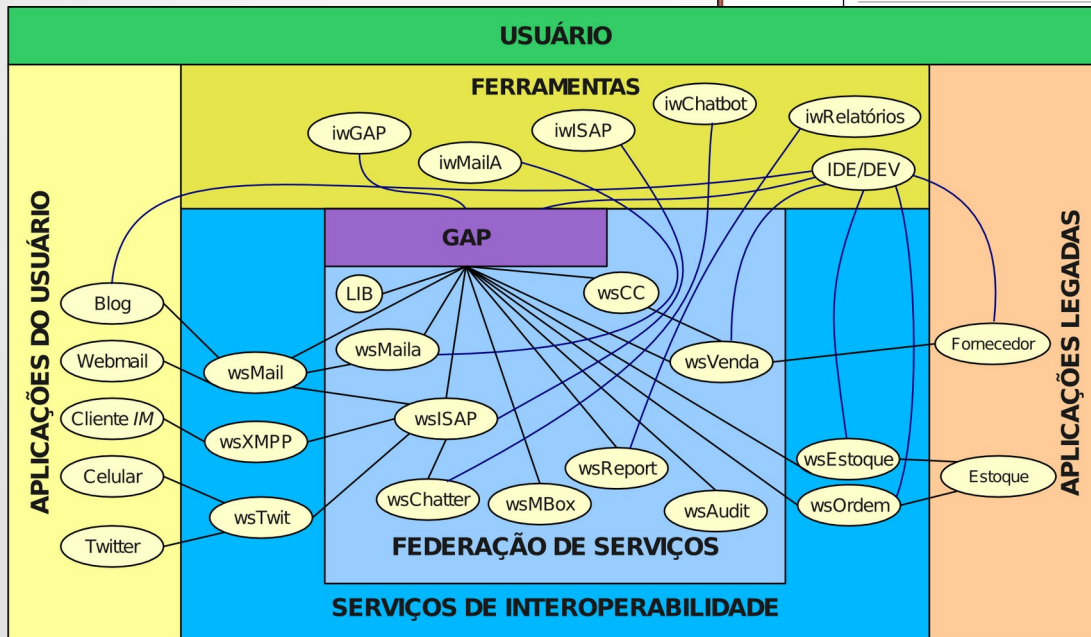 USUÁRIO
FERRAMENTAS
iwChatbot
iwRelatórios
iwISAP
iwGAP
iwMailA
IDE/DEV
APLICAÇÕES DO USUÁRIO
APLICAÇÕES LEGADAS
GAP
LIB
wsCC
Blog
wsMaila
Fornecedor
Webmail
wsVenda
wsMail
Cliente IM
wsISAP
wsXMPP
wsEstoque
wsReport
Celular
Estoque
wsChatter
wsMBox
wsOrdem
wsAudit
wsTwit
Twitter
FEDERAÇÃO DE SERVIÇOS
SERVIÇOS DE INTEROPERABILIDADE